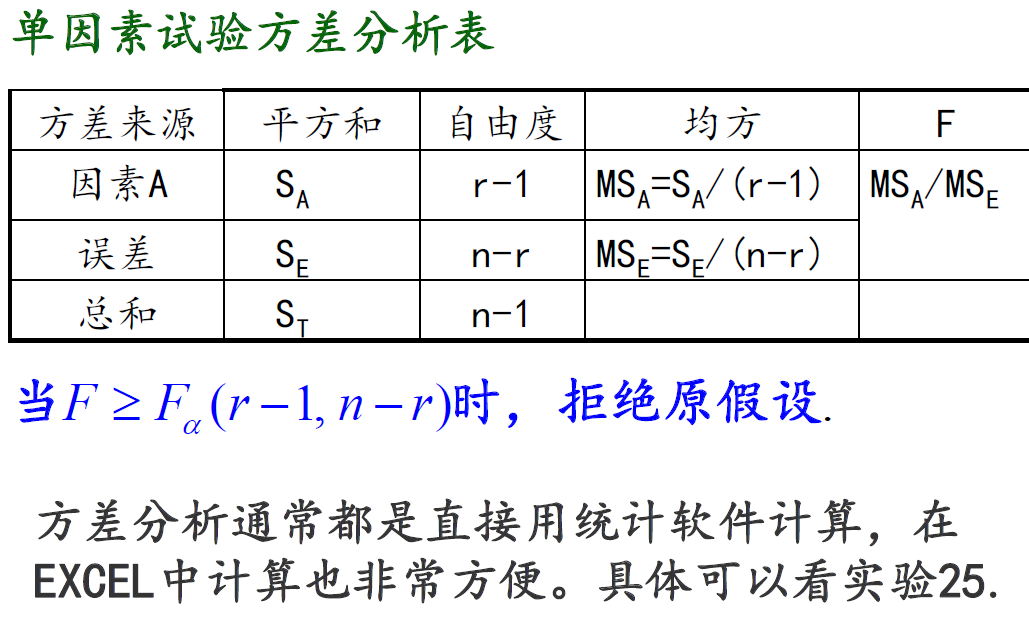 单因素试验方差分析表
方差来源 平方和 自由度 均方 F
因素A S_A r-1 MS_A=S_A/(r-1) MS_A/MS_E
误差 S_E n-r MS_E=S_E/(n-r)
总和 S_T n-1
当F ≥ F_α(r-1, n-r)时，拒绝原假设.
方差分析通常都是直接用统计软件计算，在
EXCEL中计算也非常方便。具体可以看实验25.